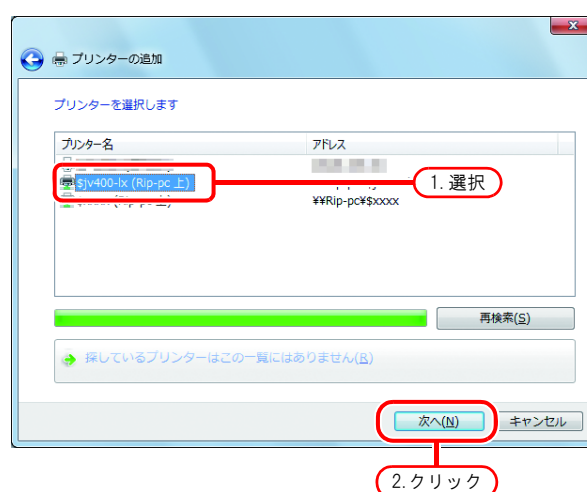 プリンターの追加
プリンターを選択します
プリンター名 アドレス
$jv400-lx (Rip-pc 上)
1. 選択
¥¥Rip-pc¥$xxxx
再検索(S)
探しているプリンターはこの一覧にはありません(R)
次へ(N) キャンセル
2.クリック